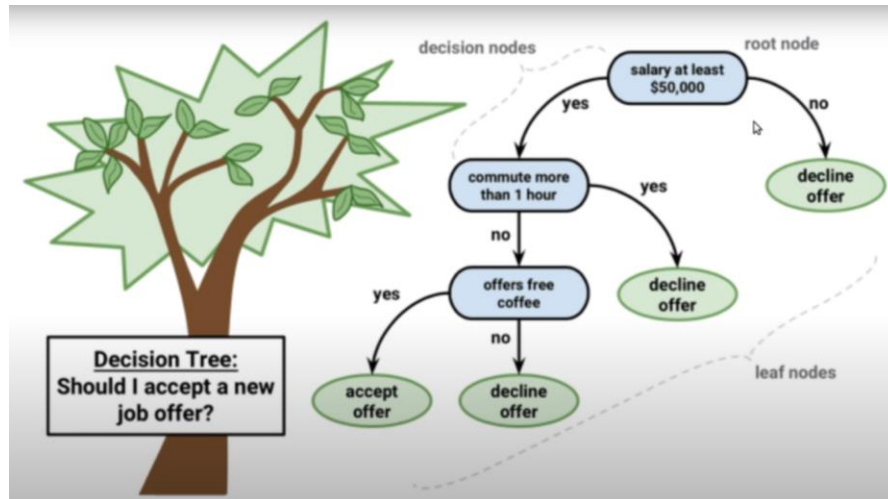 decision nodes
root node
salary at least
$50,000
yes
no
commute more
than 1 hour
yes
decline
offer
no
offers free
coffee
decline
offer
yes
no
accept
offer
decline
offer
leaf nodes
Decision Tree:
Should I accept a new
job offer?